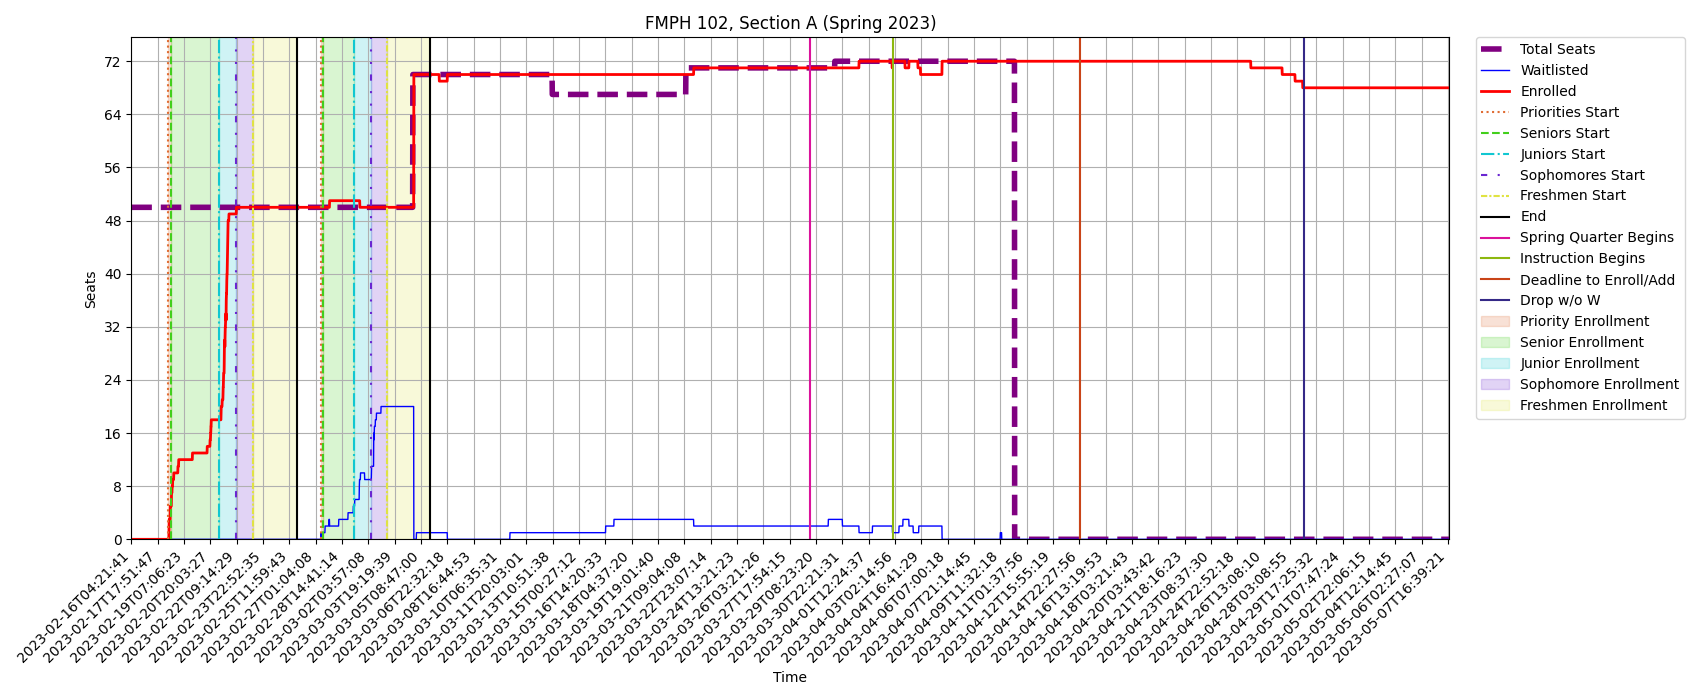 FMPH 102, Section A (Spring 2023)
Seats
72
64
56
48
40
32
24
16
8
0
2023-02-16T04:21:41
2023-02-17T17:51:47
2023-02-19T07:06:23
2023-02-20T20:03:27
2023-02-22T09:14:29
2023-02-23T22:52:35
2023-02-25T11:59:43
2023-02-27T01:04:08
2023-02-28T14:41:14
2023-03-02T03:57:08
2023-03-03T19:19:39
2023-03-05T08:47:00
2023-03-06T22:32:18
2023-03-08T16:44:53
2023-03-10T06:35:31
2023-03-11T20:03:01
2023-03-13T10:51:38
2023-03-15T00:27:12
2023-03-16T14:20:33
2023-03-18T04:37:20
2023-03-19T19:01:40
2023-03-21T09:04:08
2023-03-22T23:07:14
2023-03-24T13:21:23
2023-03-26T03:21:26
2023-03-27T17:54:15
2023-03-29T08:23:20
2023-03-30T22:21:31
2023-04-01T12:24:37
2023-04-03T02:14:56
2023-04-04T16:41:29
2023-04-06T07:00:18
2023-04-07T21:14:45
2023-04-09T11:32:18
2023-04-11T01:37:56
2023-04-12T15:55:19
2023-04-14T22:27:56
2023-04-16T13:19:53
2023-04-18T03:21:43
2023-04-20T03:43:42
2023-04-21T18:16:23
2023-04-23T08:37:30
2023-04-24T22:52:18
2023-04-26T13:08:10
2023-04-28T03:08:55
2023-04-29T17:25:32
2023-05-01T07:47:24
2023-05-02T22:06:15
2023-05-04T12:14:45
2023-05-06T02:27:07
2023-05-07T16:39:21
Time
Total Seats
Waitlisted
Enrolled
Priorities Start
Seniors Start
Juniors Start
Sophomores Start
Freshmen Start
End
Spring Quarter Begins
Instruction Begins
Deadline to Enroll/Add
Drop w/o W
Priority Enrollment
Senior Enrollment
Junior Enrollment
Sophomore Enrollment
Freshmen Enrollment